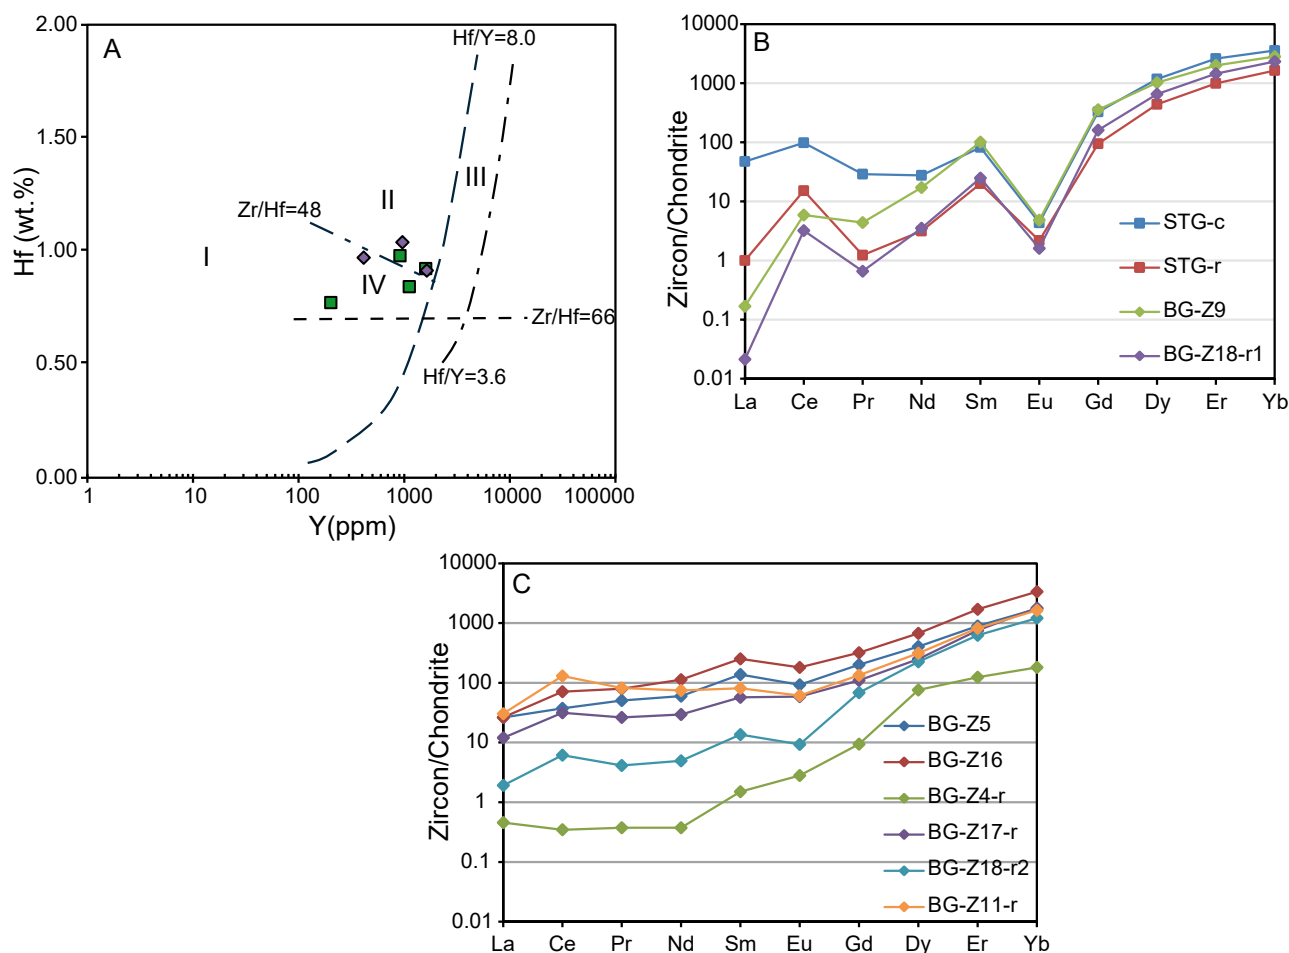 A
2.00
1.50
1.00
0.50
0.00
Hf (wt.%)
Hf/Y=8.0
III
II
Zr/Hf=48
I
IV
Zr/Hf=66
Hf/Y=3.6
1 10 100 1000 10000 100000
Y(ppm)
B
10000
1000
100
10
1
0.1
0.01
Zircon/Chondrite
STG-c
STG-r
BG-Z9
BG-Z18-r1
La Ce Pr Nd Sm Eu Gd Dy Er Yb
C
10000
1000
100
10
1
0.1
0.01
Zircon/Chondrite
BG-Z5
BG-Z16
BG-Z4-r
BG-Z17-r
BG-Z18-r2
BG-Z11-r
La Ce Pr Nd Sm Eu Gd Dy Er Yb